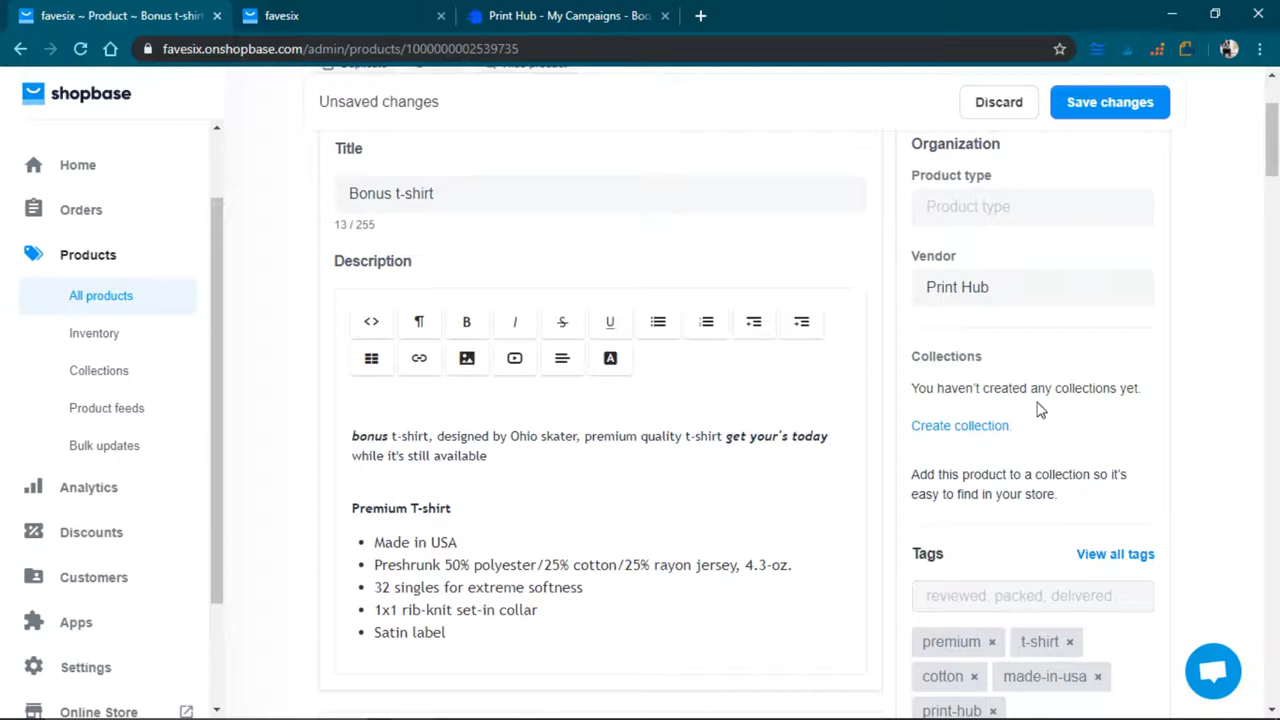 favesix ~ Product ~ Bonus t-shirt
favesix
Print Hub - My Campaigns - Boo
favesix.onshopbase.com/admin/products/1000000002539735
shopbase
Unsaved changes
Discard
Save changes
Home
Orders
Products
All products
Inventory
Collections
Product feeds
Bulk updates
Analytics
Discounts
Customers
Apps
Settings
Online Store
Title
Bonus t-shirt
13 / 255
Description
bonus t-shirt, designed by Ohio skater, premium quality t-shirt get your's today
while it's still available
Premium T-shirt
• Made in USA
• Preshrunk 50% polyester/25% cotton/25% rayon jersey, 4.3-oz.
• 32 singles for extreme softness
• 1x1 rib-knit set-in collar
• Satin label
Organization
Product type
Product type
Vendor
Print Hub
Collections
You haven't created any collections yet.
Create collection.
Add this product to a collection so it's
easy to find in your store.
Tags
View all tags
reviewed, packed, delivered
premium × t-shirt ×
cotton × made-in-usa ×
print-hub ×